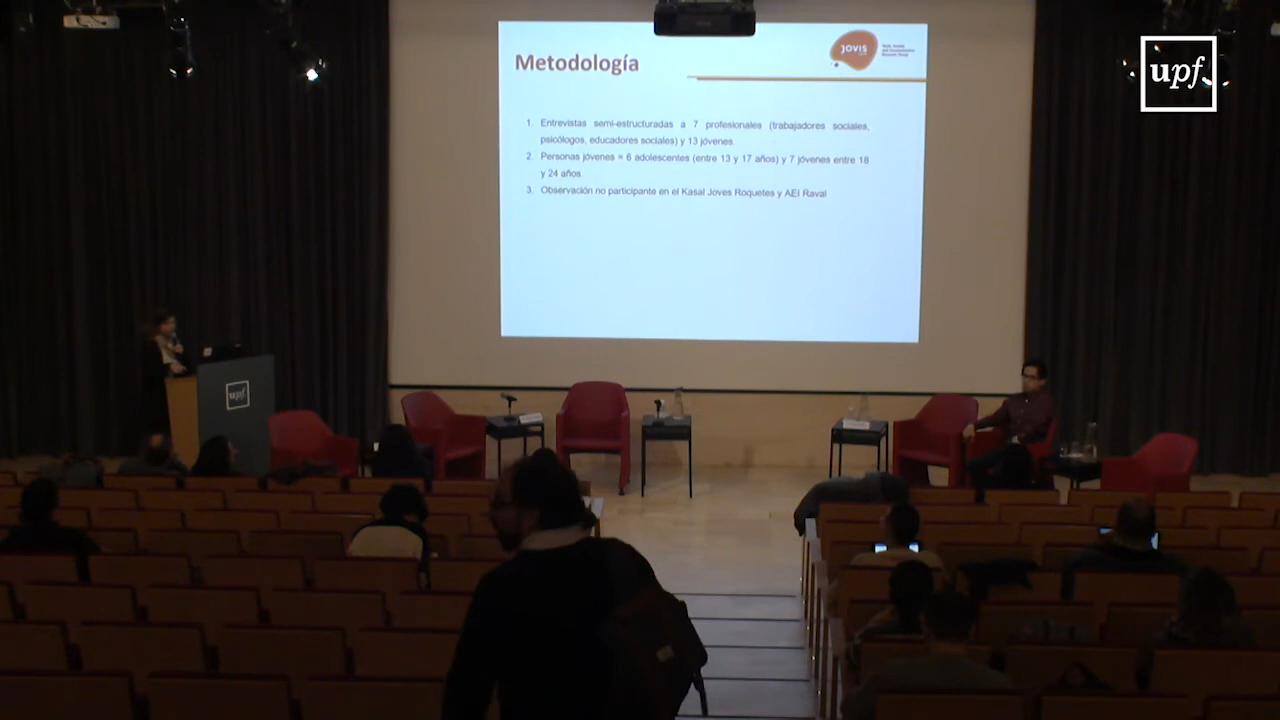 Metodología
JOVIS
upf.
1. Entrevistas semi-estructuradas a 7 profesionales (trabajadores sociales,
psicólogos, educadores sociales) y 13 jóvenes.
2. Personas jóvenes = 6 adolescentes (entre 13 y 17 años) y 7 jóvenes entre 18
y 24 años.
3. Observación no participante en el Kasal Joves Roquetes y AEI Raval
upf.